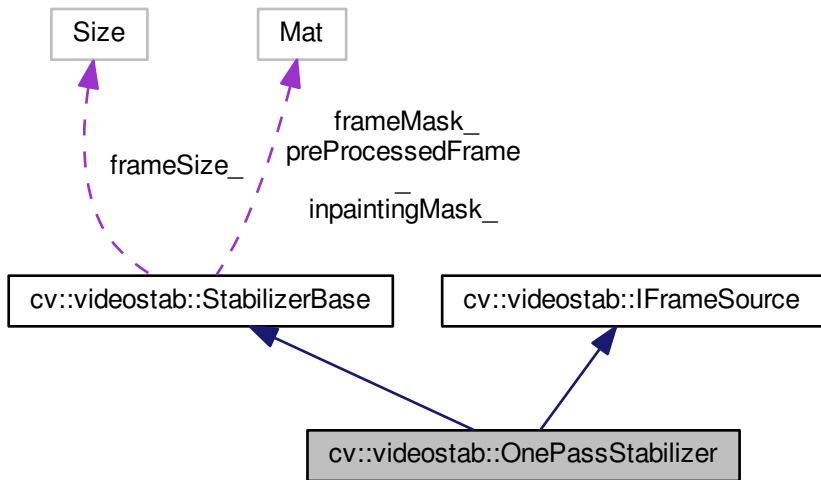 Size
Mat
frameSize_
frameMask_
preProcessedFrame
_
inpaintingMask_
cv::videostab::StabilizerBase
cv::videostab::IFrameSource
cv::videostab::OnePassStabilizer